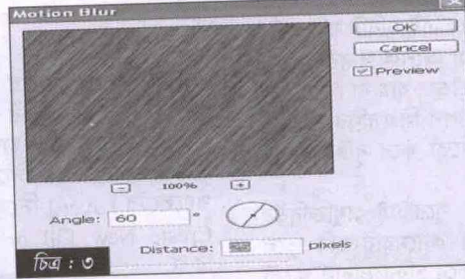 Motion Blur
OK
Cancel
Preview
100%
Angle: 60 °
Distance: pixels
চিত্র : ৩